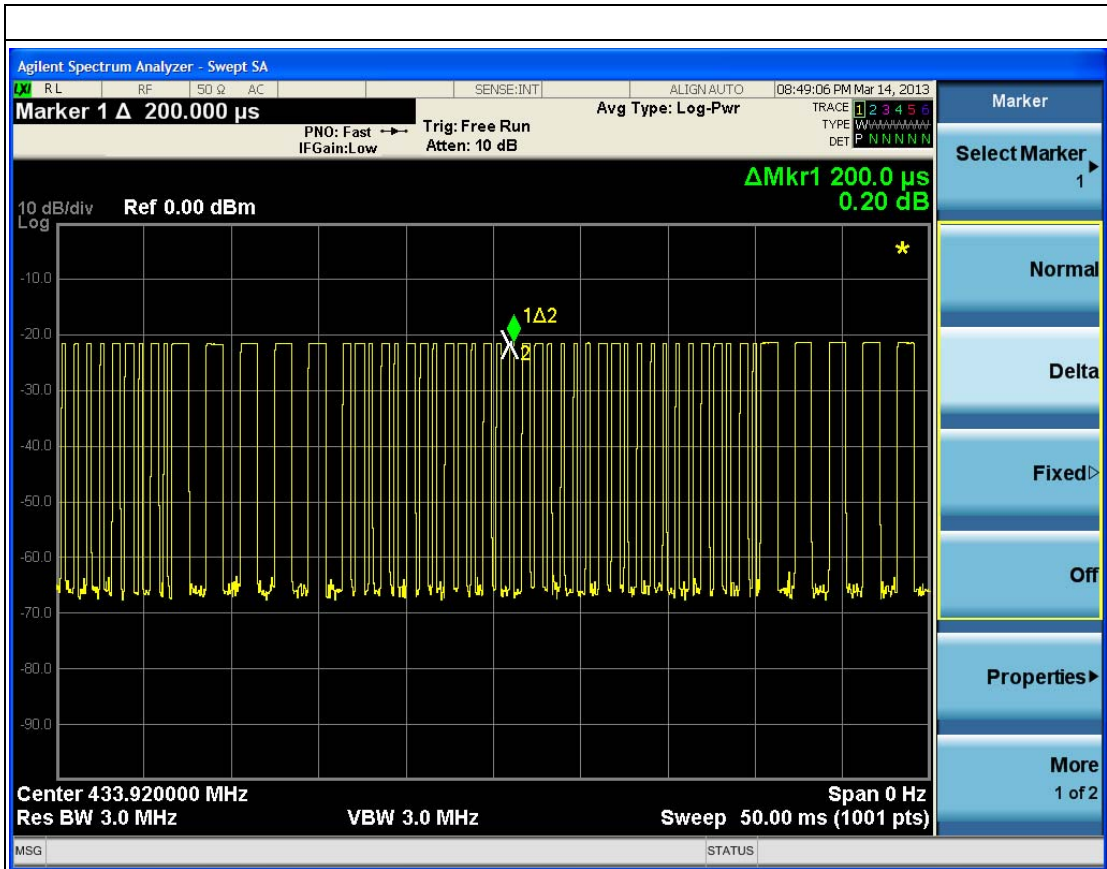 Agilent Spectrum Analyzer - Swept SA
LXI RL RF 50 Ω AC SENSE:INT ALIGN AUTO 08:49:06 PM Mar 14, 2013
Marker 1 Δ 200.000 µs
PNO: Fast
IFGain:Low
Trig: Free Run
Atten: 10 dB
Avg Type: Log-Pwr
TRACE 1 2 3 4 5 6
TYPE WWWWWW
DET P N N N N N
ΔMkr1 200.0 µs
0.20 dB
10 dB/div Ref 0.00 dBm
Log
-10.0
-20.0
-30.0
-40.0
-50.0
-60.0
-70.0
-80.0
-90.0
1Δ2
X2
*
Center 433.920000 MHz Span 0 Hz
Res BW 3.0 MHz VBW 3.0 MHz Sweep 50.00 ms (1001 pts)
MSG STATUS
Marker
Select Marker
1
Normal
Delta
Fixed
Off
Properties
More
1 of 2